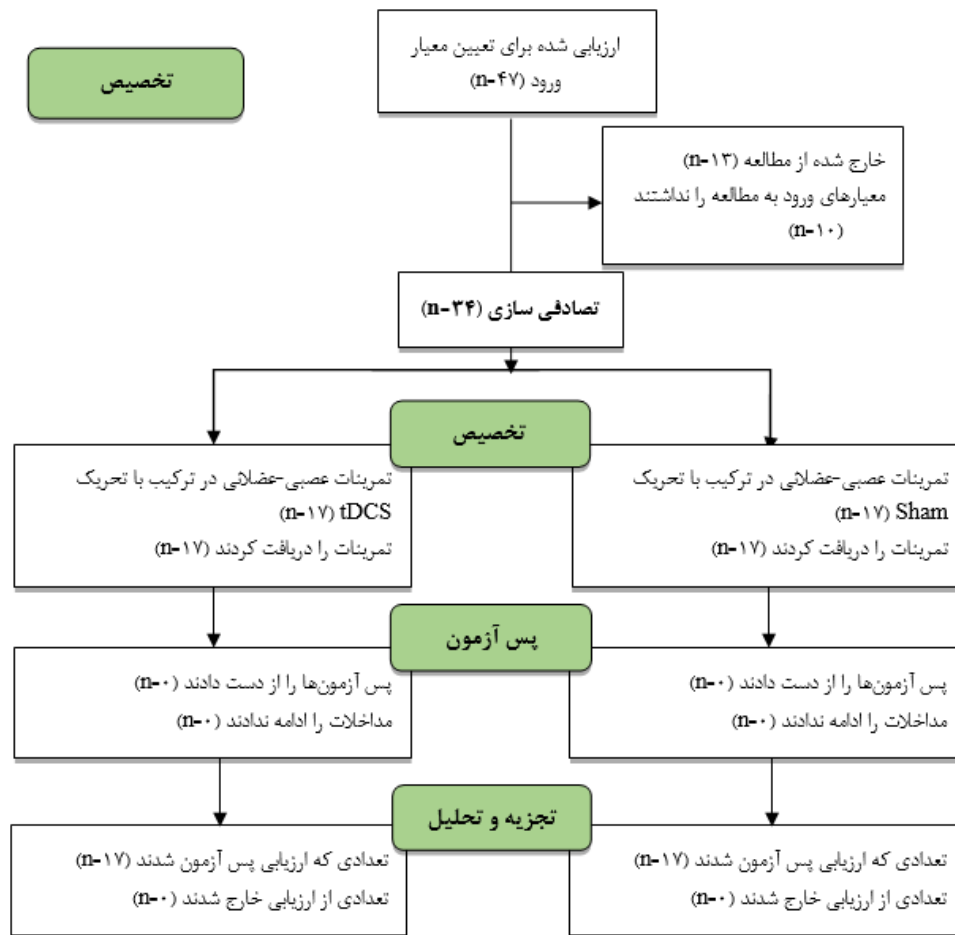 تخصیص
ارزیابی شده برای تعیین معیار
ورود (n-۴۷)
خارج شده از مطالعه (n-۱۳)
معیارهای ورود به مطالعه را نداشتند
(n-۱۰)
تصادفی سازی (n-۳۴)
تخصیص
تمرینات عصبی-عضلانی در ترکیب با تحریک
Sham (n-۱۷)
تمرینات را دریافت کردند (n-۱۷)
تمرینات عصبی-عضلانی در ترکیب با تحریک
tDCS (n-۱۷)
تمرینات را دریافت کردند (n-۱۷)
پس آزمون
پس آزمون‌ها را از دست دادند (n-۰)
مداخلات را ادامه ندادند (n-۰)
پس آزمون‌ها را از دست دادند (n-۰)
مداخلات را ادامه ندادند (n-۰)
تجزیه و تحلیل
تعدادی که ارزیابی پس آزمون شدند (n-۱۷)
تعدادی از ارزیابی خارج شدند (n-۰)
تعدادی که ارزیابی پس آزمون شدند (n-۱۷)
تعدادی از ارزیابی خارج شدند (n-۰)